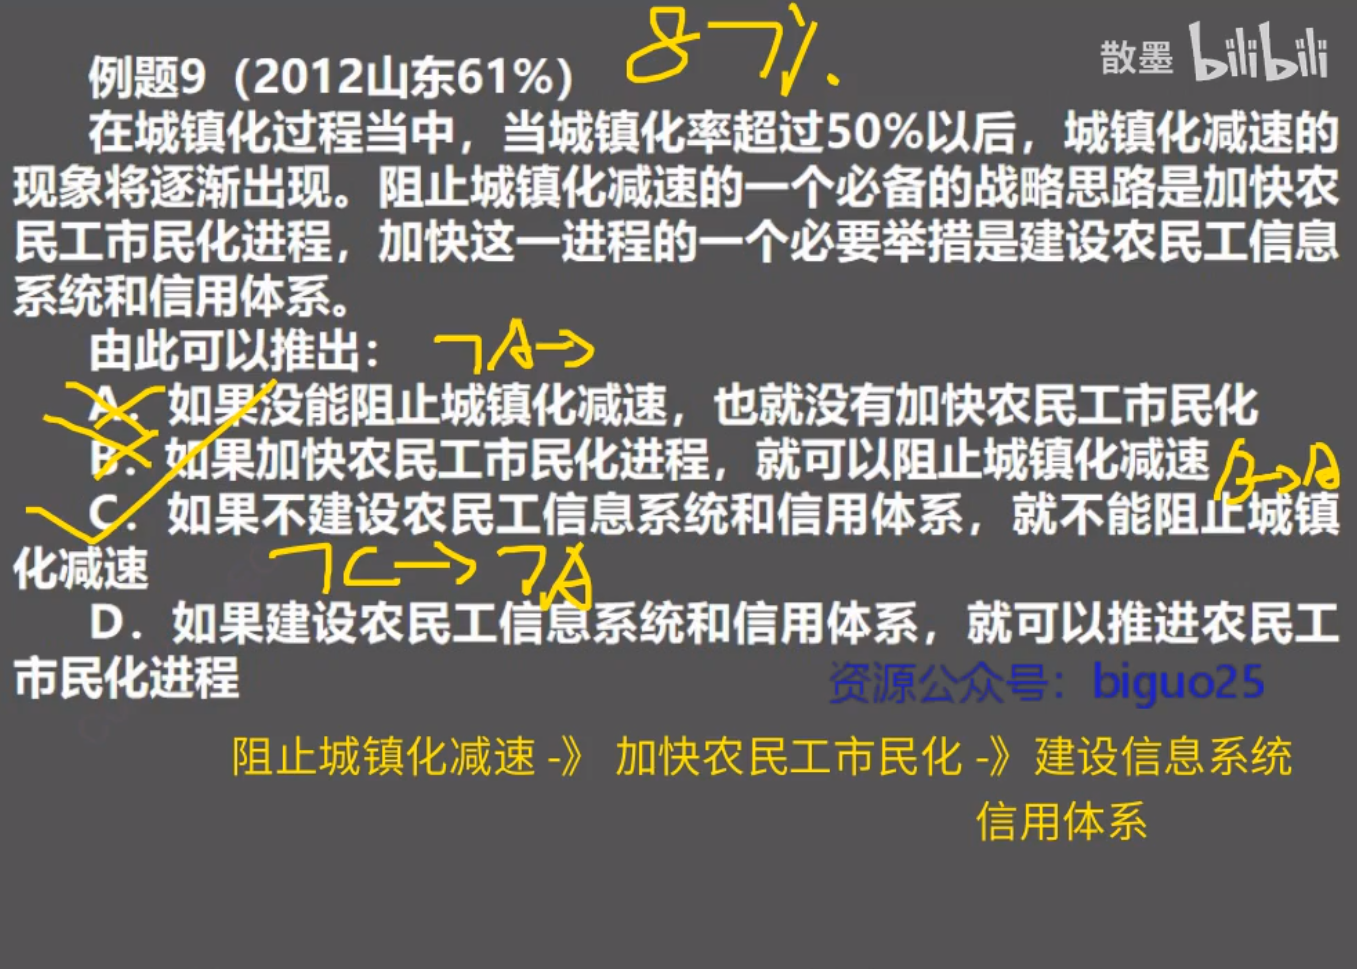 87%.
散墨 bilibili
例题9（2012山东61%）
在城镇化过程当中，当城镇化率超过50%以后，城镇化减速的
现象将逐渐出现。阻止城镇化减速的一个必备的战略思路是加快农
民工市民化进程，加快这一进程的一个必要举措是建设农民工信息
系统和信用体系。
由此可以推出：
¬A→
A．如果没能阻止城镇化减速，也就没有加快农民工市民化
B．如果加快农民工市民化进程，就可以阻止城镇化减速
B→A
C．如果不建设农民工信息系统和信用体系，就不能阻止城镇
化减速
¬C→¬A
D．如果建设农民工信息系统和信用体系，就可以推进农民工
市民化进程
资源公众号：biguo25
阻止城镇化减速 -》 加快农民工市民化 -》建设信息系统
信用体系